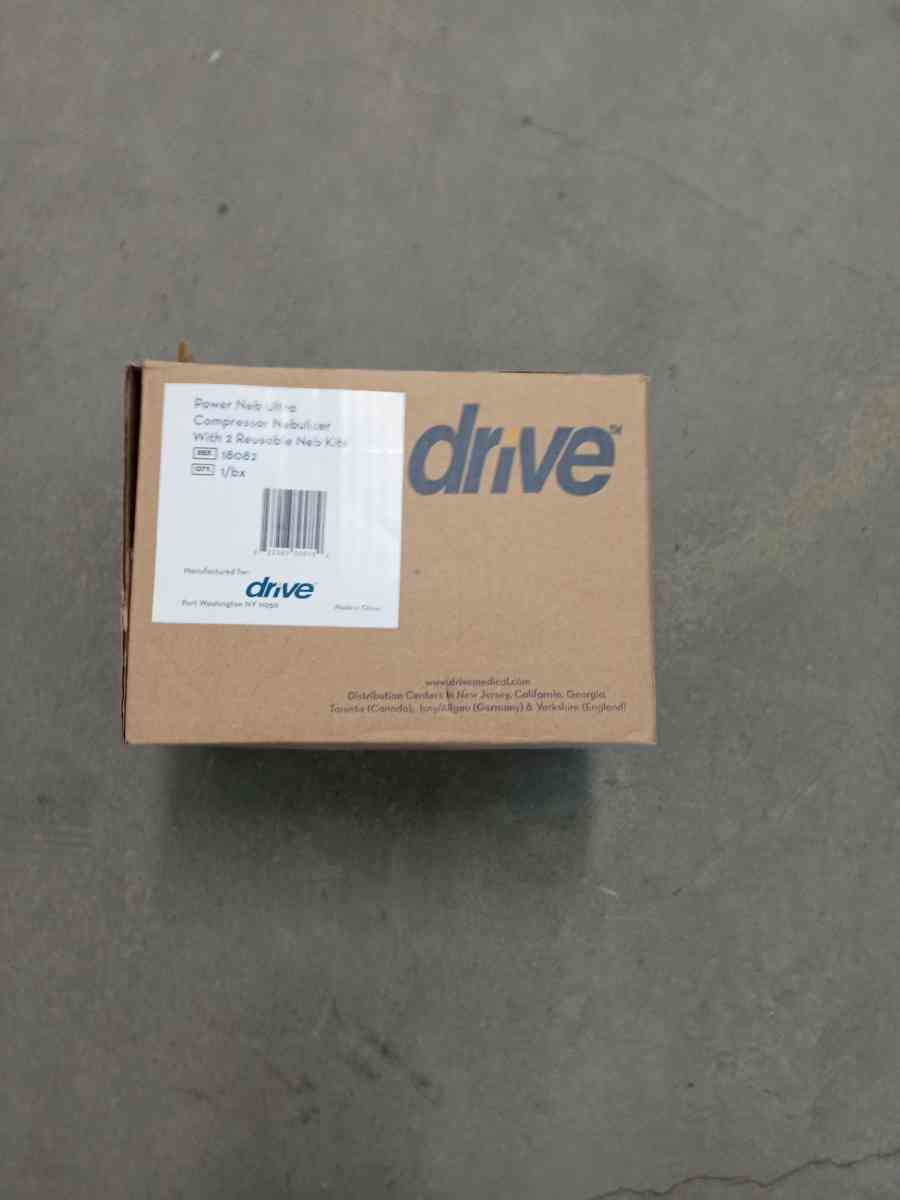 Power Neb Ultra
Compressor Nebulizer
With 2 Reusable Neb Kits
REF 18082
QTY. 1/bx
Manufactured for:
drive™
Port Washington NY 11050
Made in China
drive™
www.drivemedical.com
Distribution Centers in New Jersey, California, Georgia,
Toronto (Canada), Isny/Allgau (Germany) & Yorkshire (England)